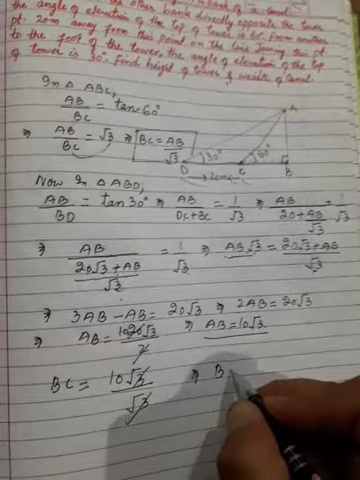 the angle of elevation of the top of tower is 60°. From another
pt. 20m away from this point on the line joining this pt.
to the foot of the tower, the angle of elevation of the top
of tower is 30°. Find height of tower & width of canal
In Δ ABC,
AB/BC = tan 60°
⇒ AB/BC = √3 ⇒ BC = AB/√3
A
30° 60°
D C B
20m
Now In Δ ABD,
AB/BD = tan 30° ⇒ AB/DC+BC = 1/√3 ⇒ AB/20+AB/√3 = 1/√3
⇒ AB/20√3+AB/√3 = 1/√3 ⇒ AB√3 = 20√3+AB/√3
⇒ 3AB-AB = 20√3 ⇒ 2AB = 20√3
⇒ AB = 10 20√3/2 ⇒ AB = 10√3
BC = 10√3/√3 ⇒ B